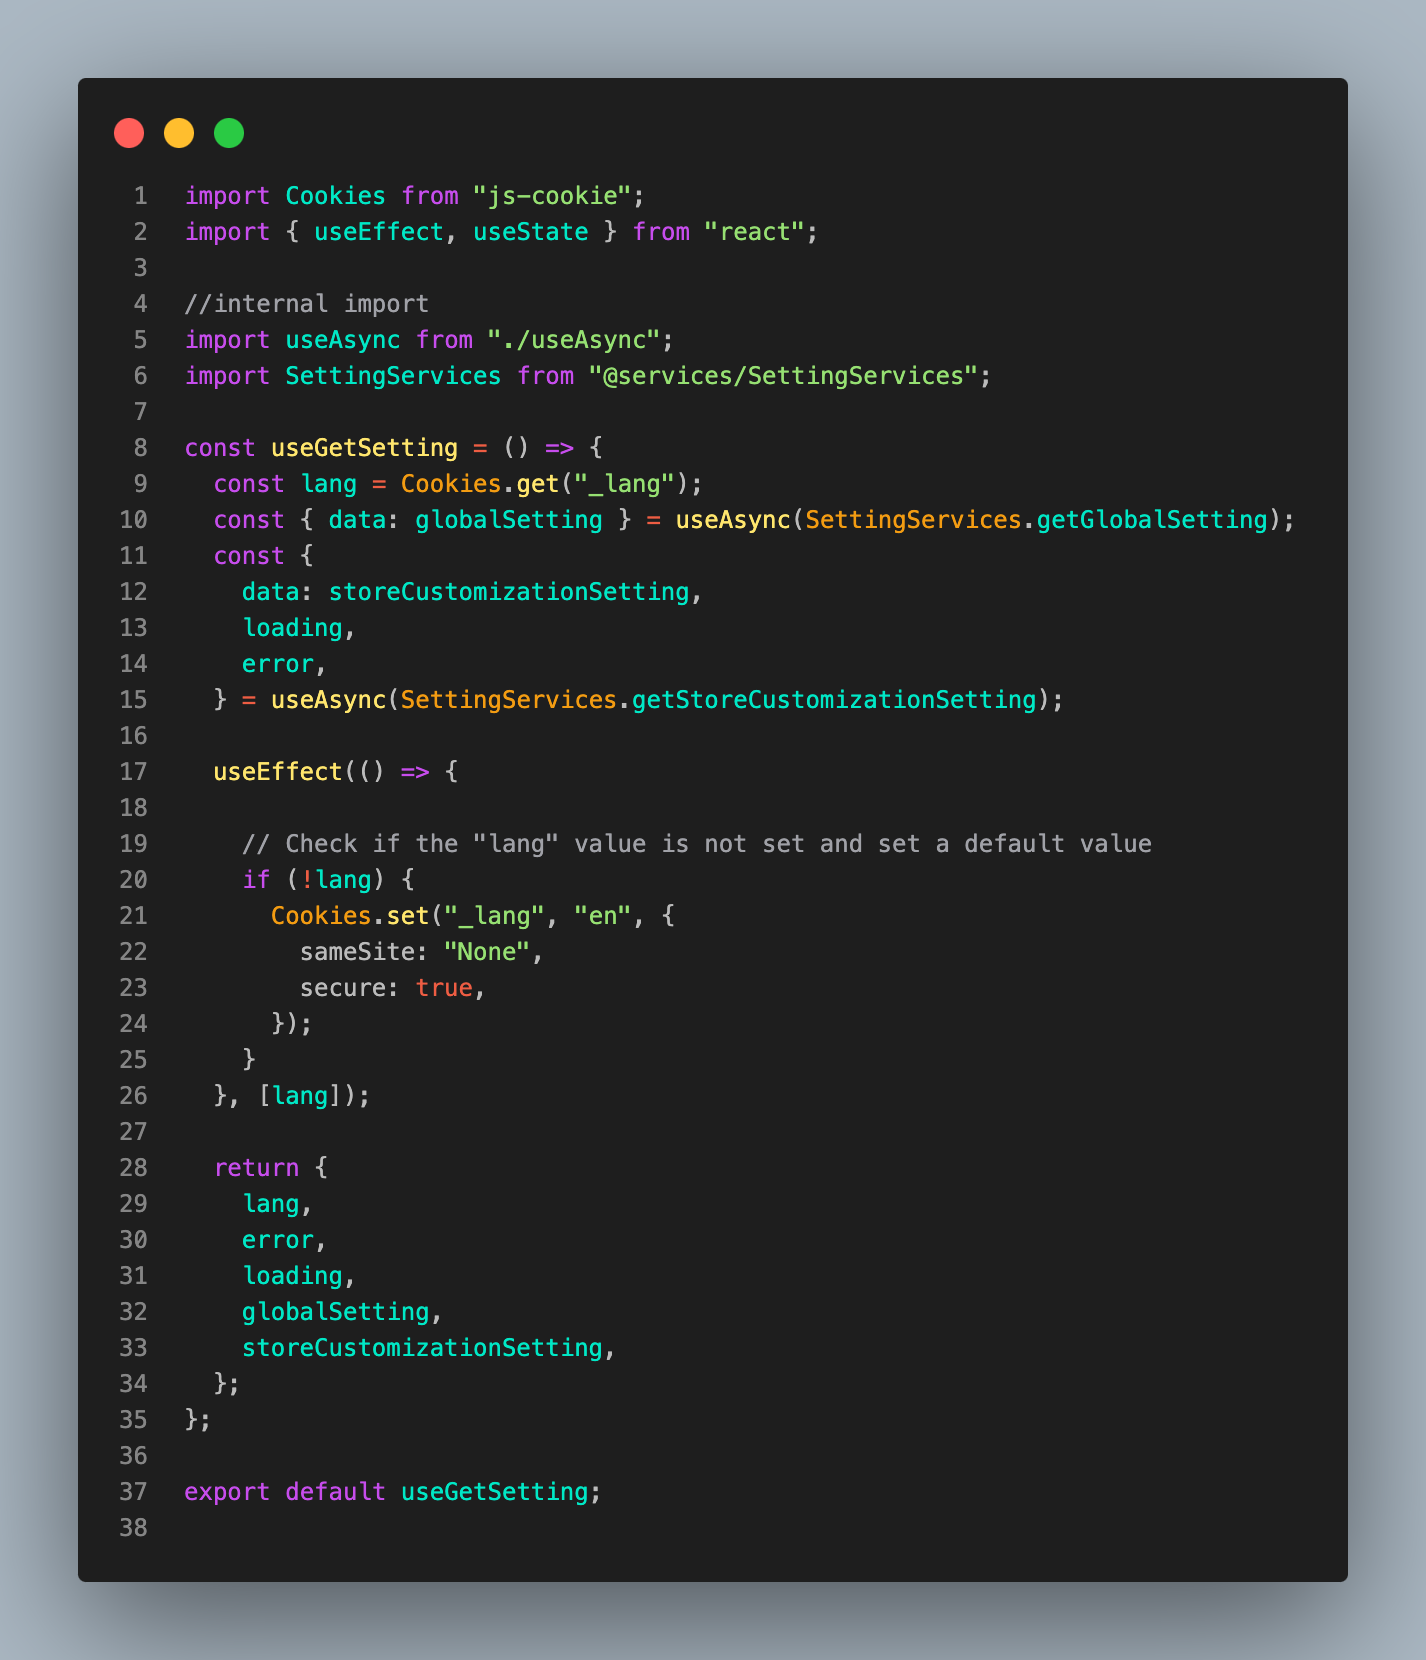 1 import Cookies from "js-cookie";
2 import { useEffect, useState } from "react";
3
4 //internal import
5 import useAsync from "./useAsync";
6 import SettingServices from "@services/SettingServices";
7
8 const useGetSetting = () => {
9   const lang = Cookies.get("_lang");
10   const { data: globalSetting } = useAsync(SettingServices.getGlobalSetting);
11   const {
12     data: storeCustomizationSetting,
13     loading,
14     error,
15   } = useAsync(SettingServices.getStoreCustomizationSetting);
16
17   useEffect(() => {
18
19     // Check if the "lang" value is not set and set a default value
20     if (!lang) {
21       Cookies.set("_lang", "en", {
22         sameSite: "None",
23         secure: true,
24       });
25     }
26   }, [lang]);
27
28   return {
29     lang,
30     error,
31     loading,
32     globalSetting,
33     storeCustomizationSetting,
34   };
35 };
36
37 export default useGetSetting;
38